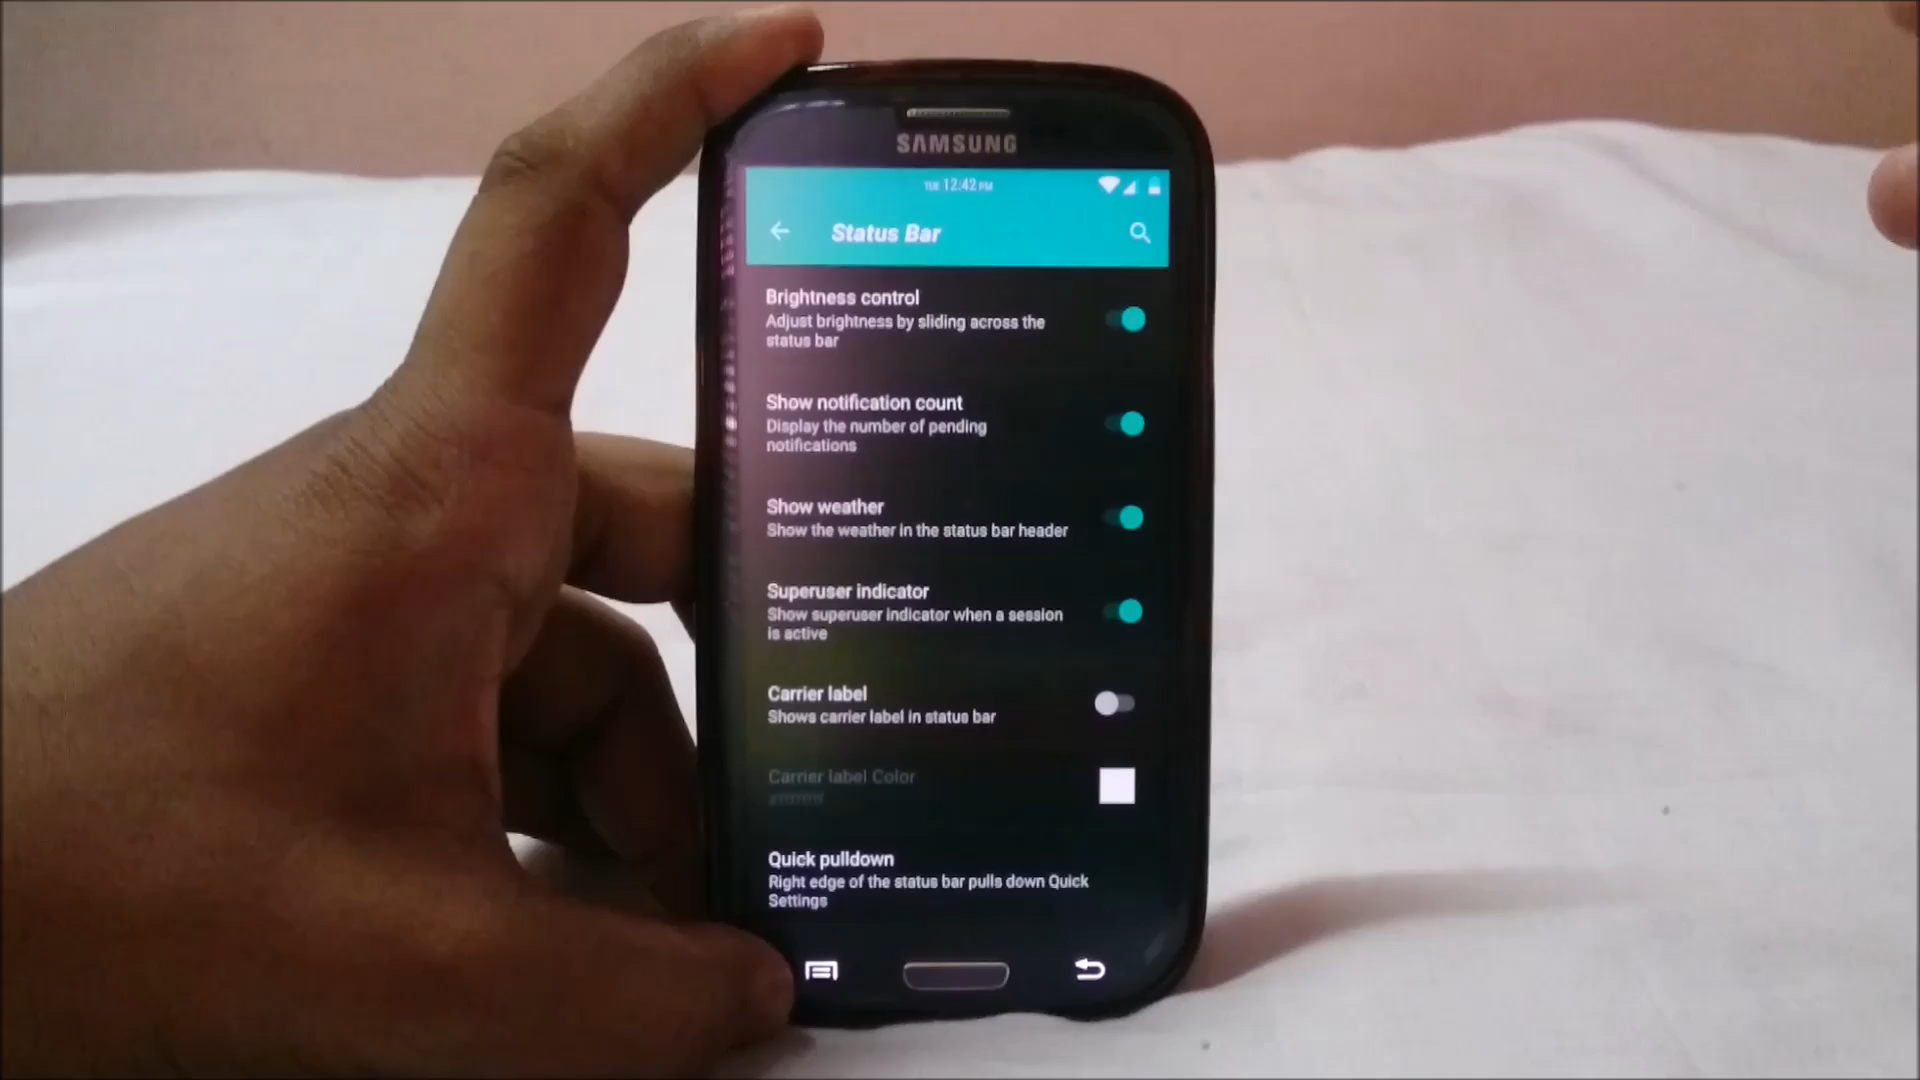 SAMSUNG
TUE 12:42 PM
Status Bar
Brightness control
Adjust brightness by sliding across the
status bar
Show notification count
Display the number of pending
notifications
Show weather
Show the weather in the status bar header
Superuser indicator
Show superuser indicator when a session
is active
Carrier label
Shows carrier label in status bar
Carrier label Color
Quick pulldown
Right edge of the status bar pulls down Quick
Settings